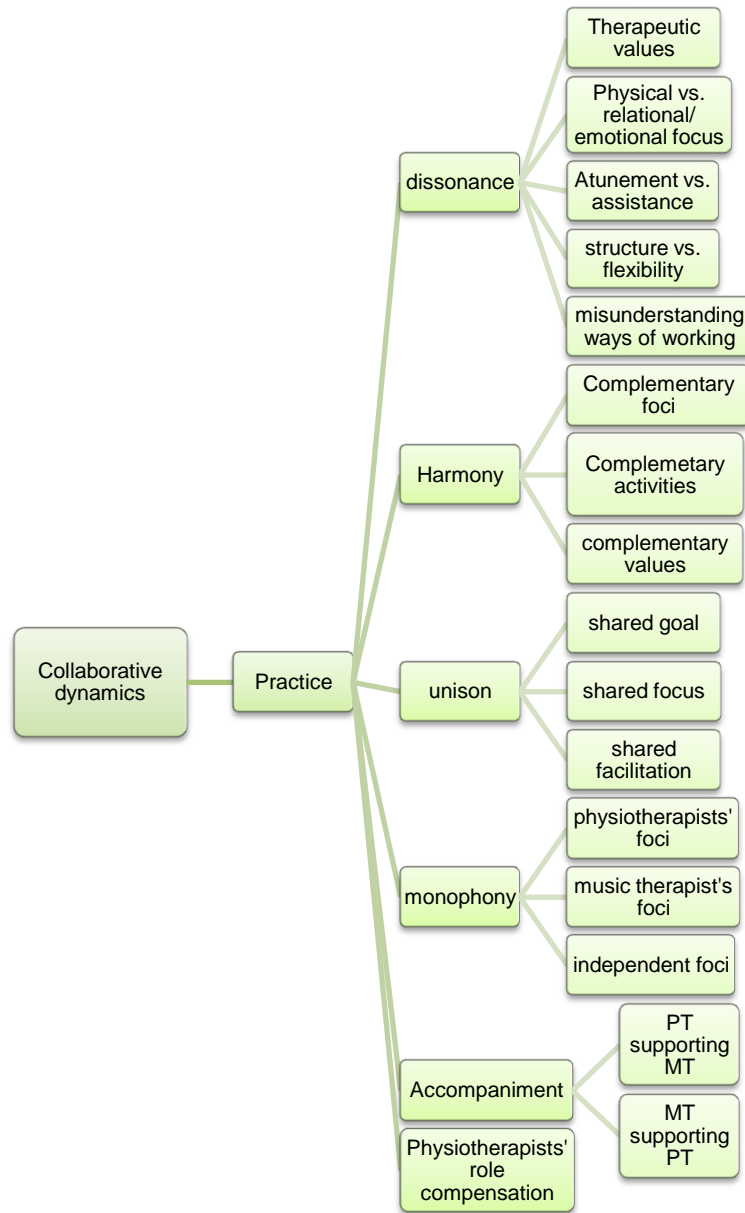 Therapeutic
values
Physical vs.
relational/
emotional focus
dissonance
Atunement vs.
assistance
structure vs.
flexibility
misunderstanding
ways of working
Complementary
foci
Harmony
Complemetary
activities
complementary
values
Collaborative
dynamics
Practice
shared goal
unison
shared focus
shared
facilitation
physiotherapists'
foci
monophony
music therapist's
foci
independent foci
PT
supporting
MT
Accompaniment
MT
supporting
PT
Physiotherapists'
role
compensation